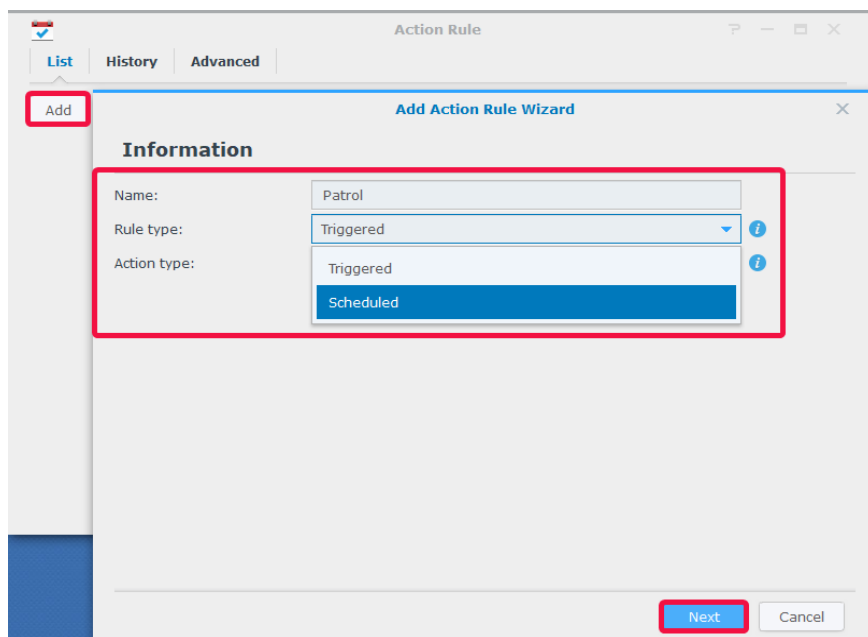 Action Rule
List History Advanced
Add
Add Action Rule Wizard
Information
Name: Patrol
Rule type: Triggered
Action type:
Triggered
Scheduled
Next Cancel